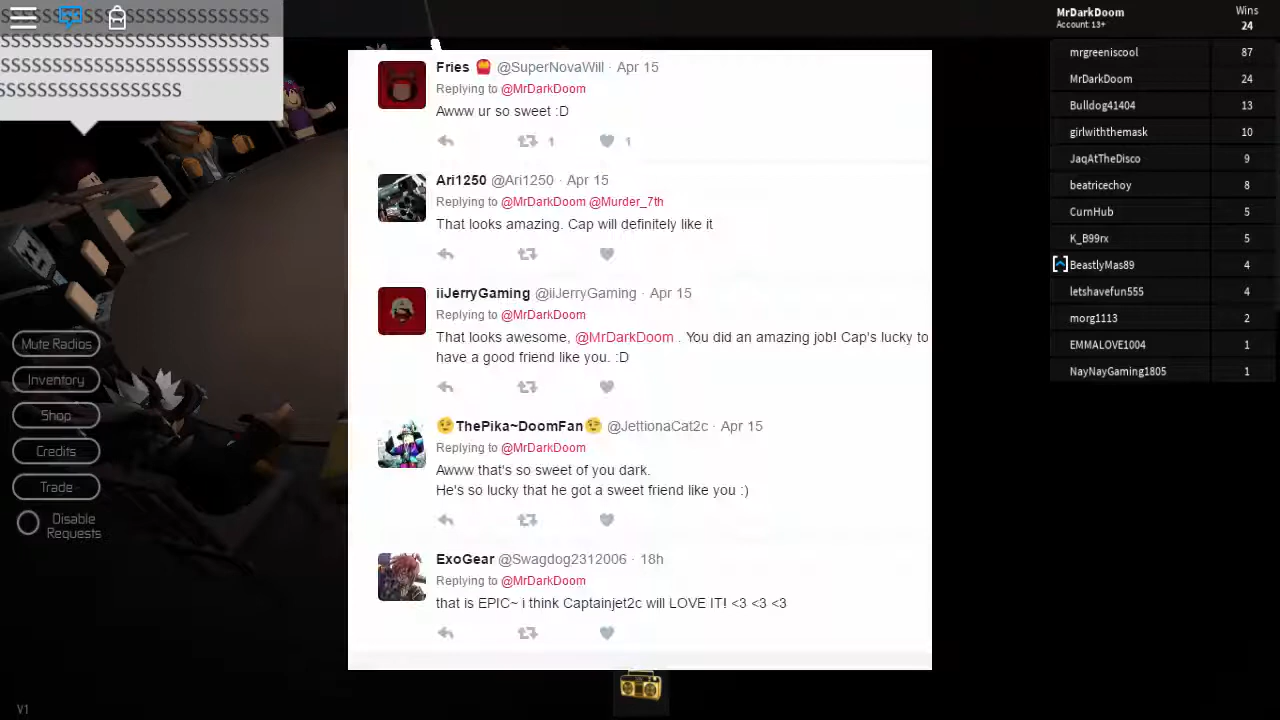 SSSSSSSSSSSSSSSSSSSSSSSSSSSSS
SSSSSSSSSSSSSSSSSSSSSSSSSSSSS
SSSSSSSSSSSSSSSSSSSSSSSSSSSSS
SSSSSSSSSSSSSSSSSSS
Mute Radios
Inventory
Shop
Credits
Trade
Disable
Requests
V1
Fries @SuperNovaWill · Apr 15
Replying to @MrDarkDoom
Awww ur so sweet :D
1 1
Ari1250 @Ari1250 · Apr 15
Replying to @MrDarkDoom @Murder_7th
That looks amazing. Cap will definitely like it
iiJerryGaming @iiJerryGaming · Apr 15
Replying to @MrDarkDoom
That looks awesome, @MrDarkDoom . You did an amazing job! Cap's lucky to
have a good friend like you. :D
ThePika~DoomFan @JettionaCat2c · Apr 15
Replying to @MrDarkDoom
Awww that's so sweet of you dark.
He's so lucky that he got a sweet friend like you :)
ExoGear @Swagdog2312006 · 18h
Replying to @MrDarkDoom
that is EPIC~ i think Captainjet2c will LOVE IT! <3 <3 <3
MrDarkDoom Wins
Account: 13+ 24
mrgreeniscool 87
MrDarkDoom 24
Bulldog41404 13
girlwiththemask 10
JaqAtTheDisco 9
beatricechoy 8
CurnHub 5
K_B99rx 5
BeastlyMas89 4
letshavefun555 4
morg1113 2
EMMALOVE1004 1
NayNayGaming1805 1